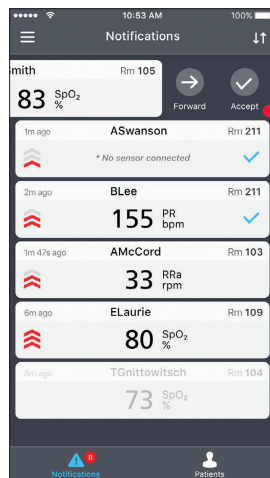 10:53 AM 100%
Notifications
mith Rm 105
83 SpO₂ %
Forward Accept
1m ago ASwanson Rm 211
* No sensor connected
2m ago BLee Rm 211
155 PR bpm
1m 47s ago AMcCord Rm 103
33 RRa rpm
6m ago ELaurie Rm 109
80 SpO₂ %
8m ago TGnittowitsch Rm 104
73 SpO₂ %
8
Notifications Patients